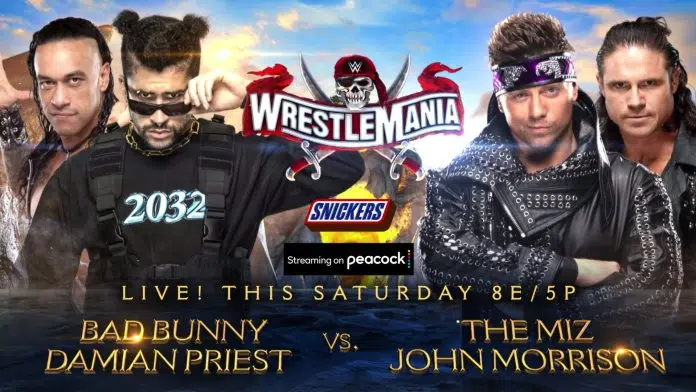 W
WRESTLEMANIA
2032
SNICKERS
Streaming on peacock
LIVE! THIS SATURDAY 8E/5P
BAD BUNNY VS. THE MIZ
DAMIAN PRIEST JOHN MORRISON